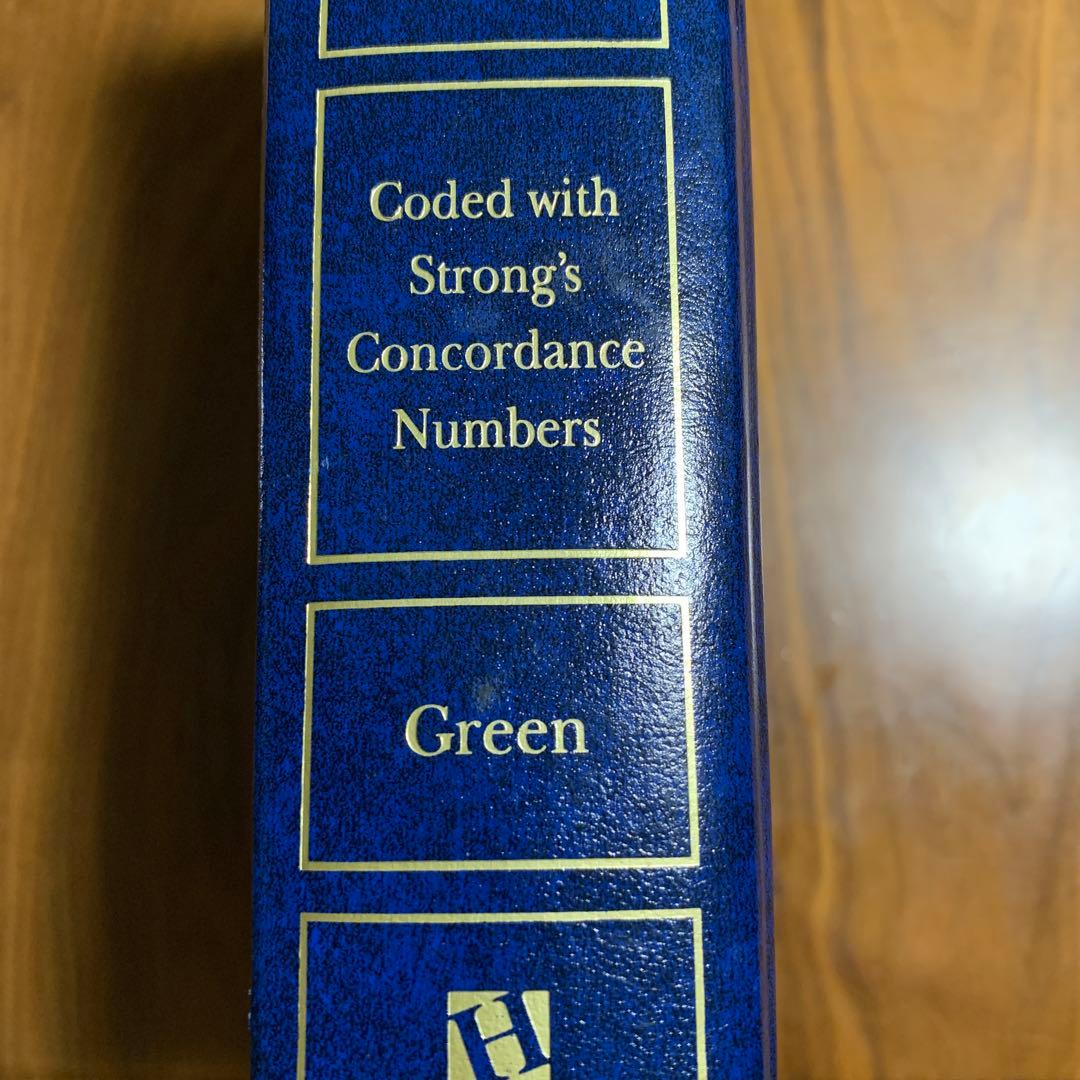 Coded with
Strong's
Concordance
Numbers
Green
H